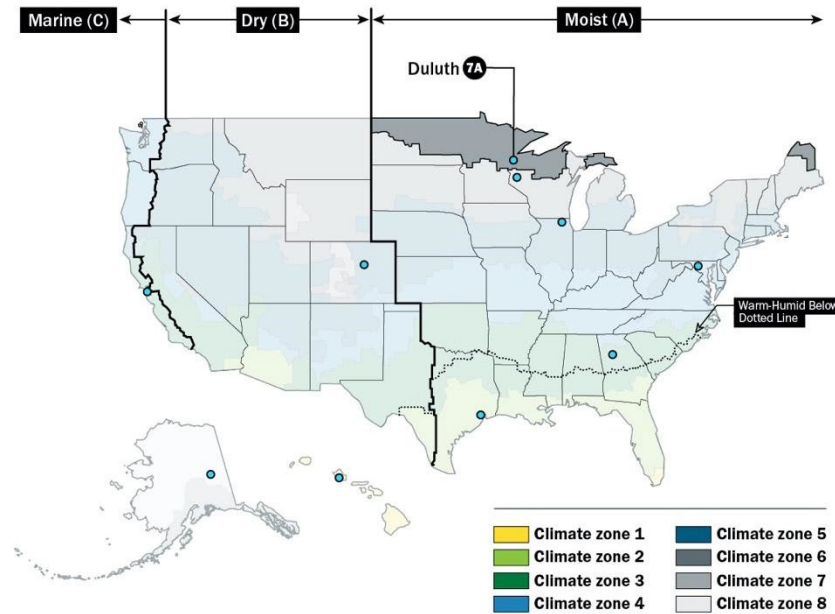 Marine (C)
Dry (B)
Moist (A)
Duluth 7A
Warm-Humid Below
Dotted Line
Climate zone 1
Climate zone 2
Climate zone 3
Climate zone 4
Climate zone 5
Climate zone 6
Climate zone 7
Climate zone 8